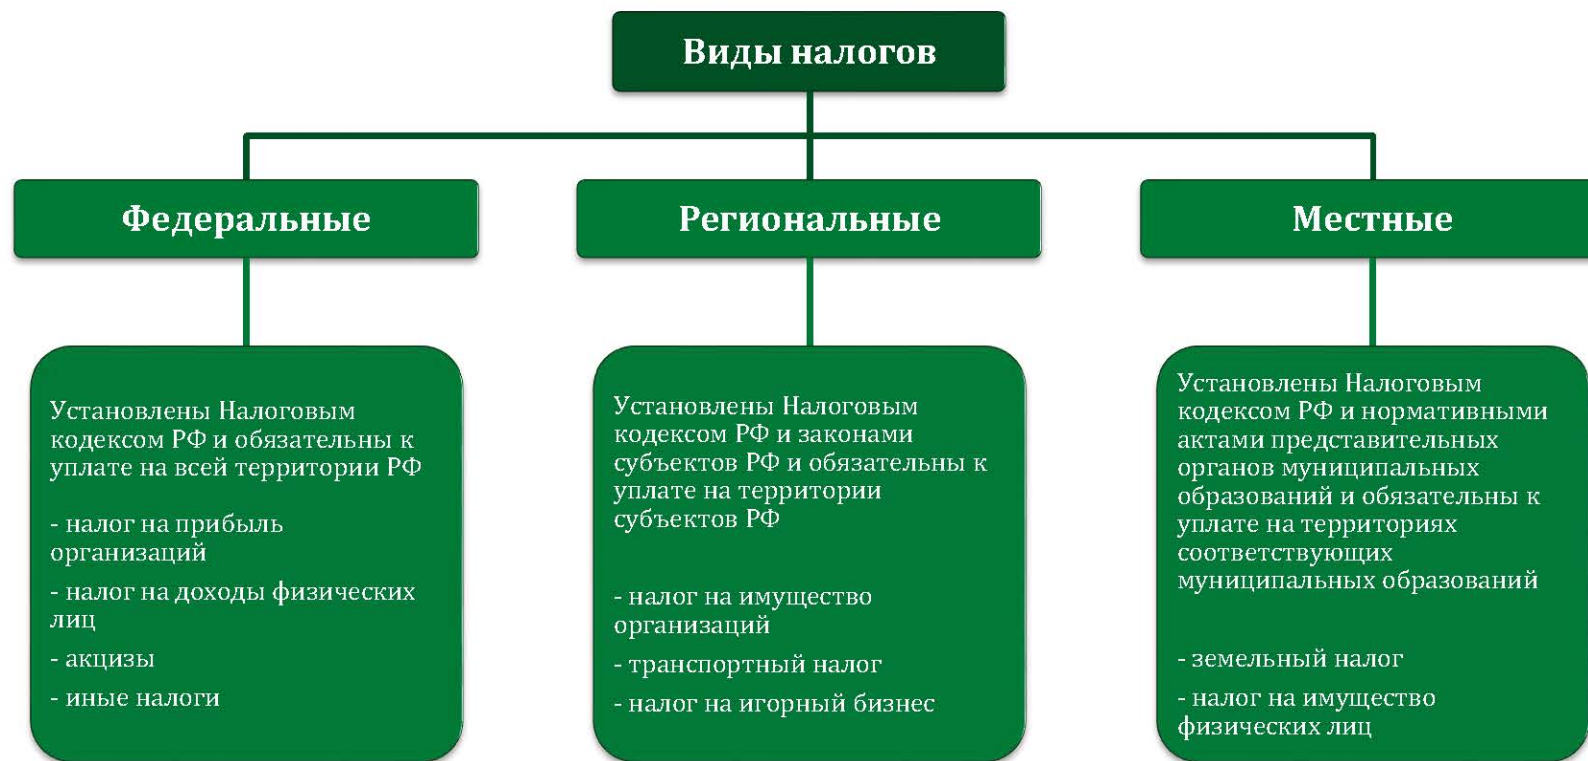 Виды налогов
Федеральные
Региональные
Местные
Установлены Налоговым
кодексом РФ и обязательны к
уплате на всей территории РФ
- налог на прибыль
организаций
- налог на доходы физических
лиц
- акцизы
- иные налоги
Установлены Налоговым
кодексом РФ и законами
субъектов РФ и обязательны к
уплате на территории
субъектов РФ
- налог на имущество
организаций
- транспортный налог
- налог на игорный бизнес
Установлены Налоговым
кодексом РФ и нормативными
актами представительных
органов муниципальных
образований и обязательны к
уплате на территориях
соответствующих
муниципальных образований
- земельный налог
- налог на имущество
физических лиц